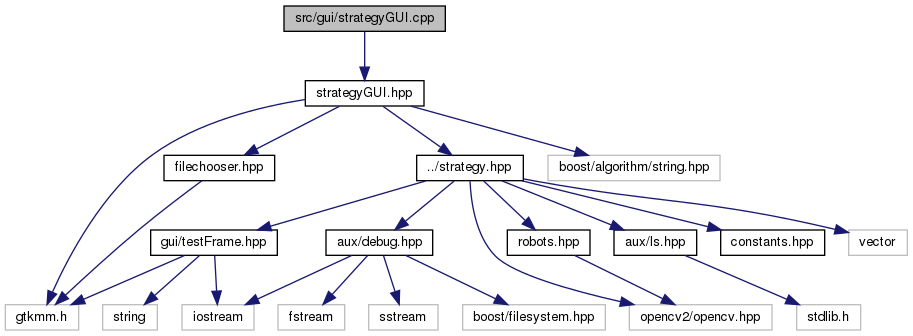 src/gui/strategyGUI.cpp
strategyGUI.hpp
filechooser.hpp
../strategy.hpp
boost/algorithm/string.hpp
gui/testFrame.hpp
aux/debug.hpp
robots.hpp
aux/ls.hpp
constants.hpp
vector
gtkmm.h
string
iostream
fstream
sstream
boost/filesystem.hpp
opencv2/opencv.hpp
stdlib.h